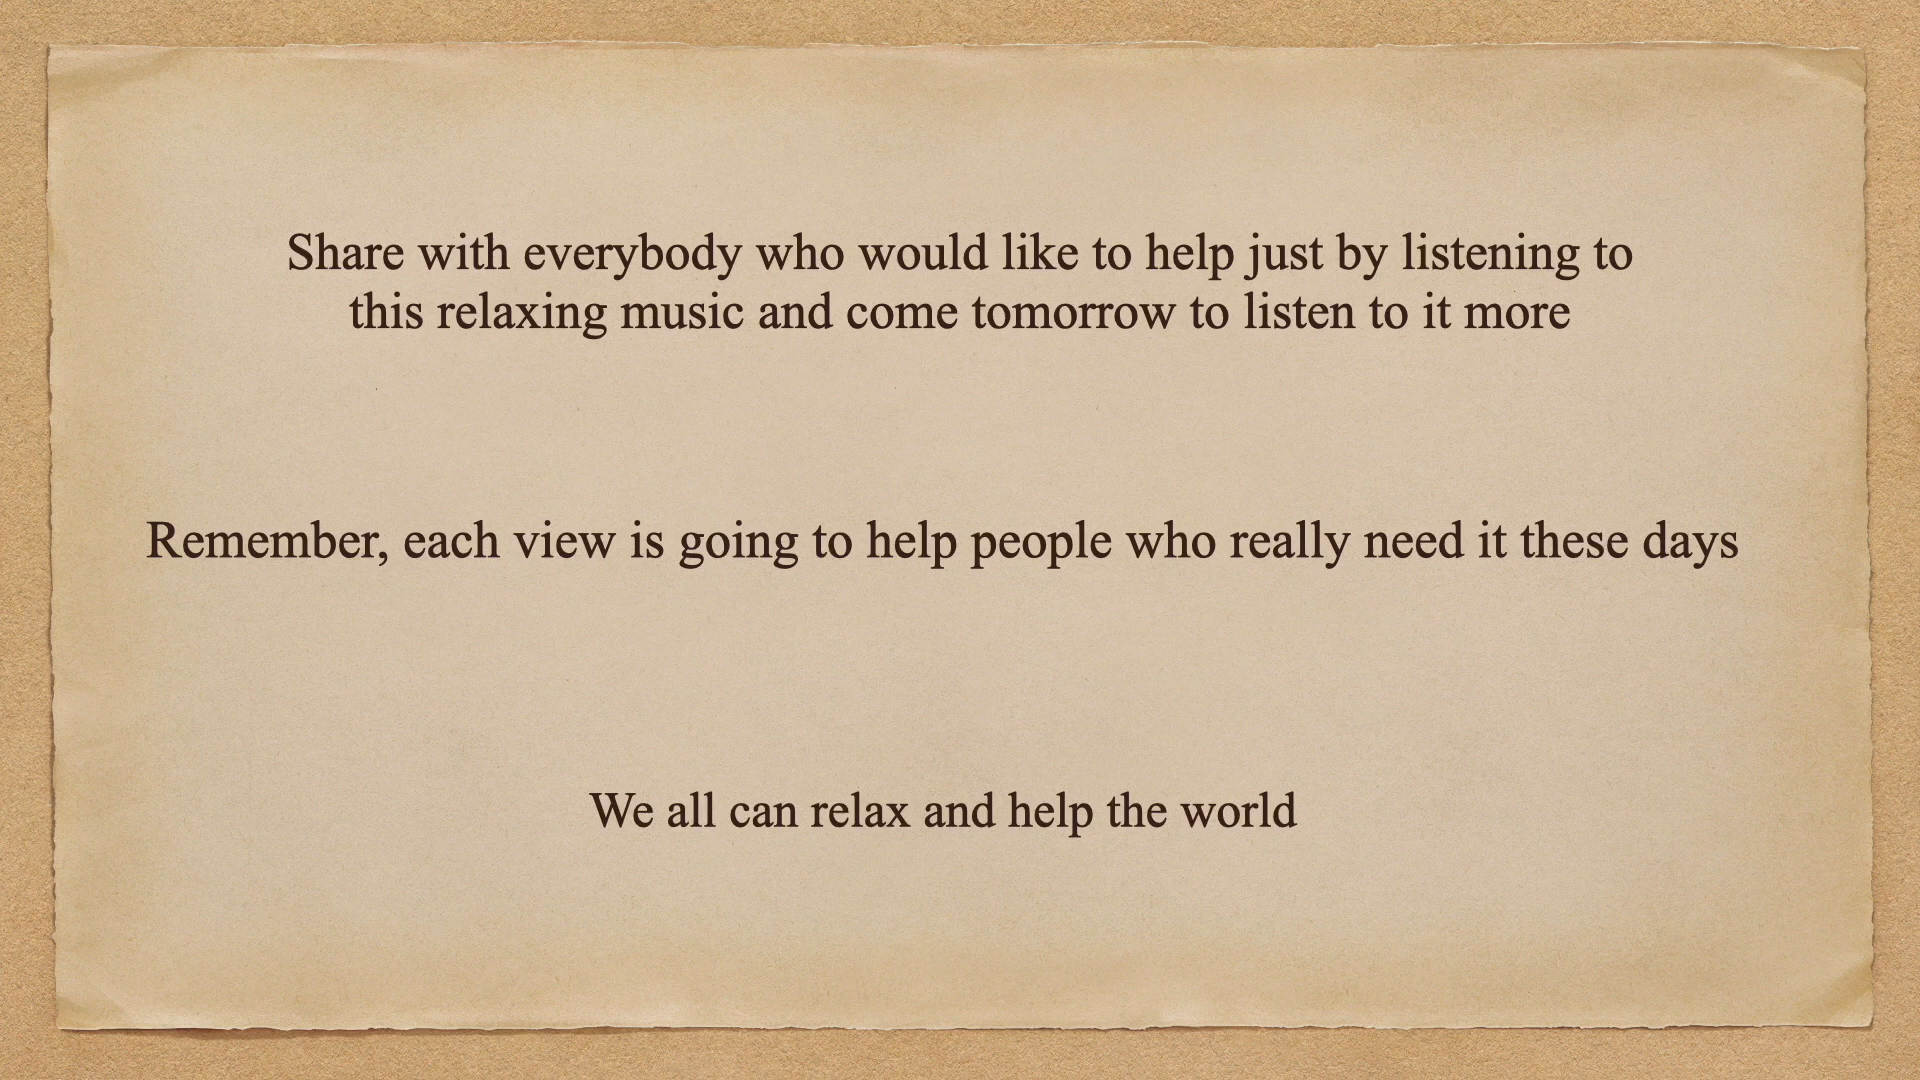 Share with everybody who would like to help just by listening to
this relaxing music and come tomorrow to listen to it more
Remember, each view is going to help people who really need it these days
We all can relax and help the world